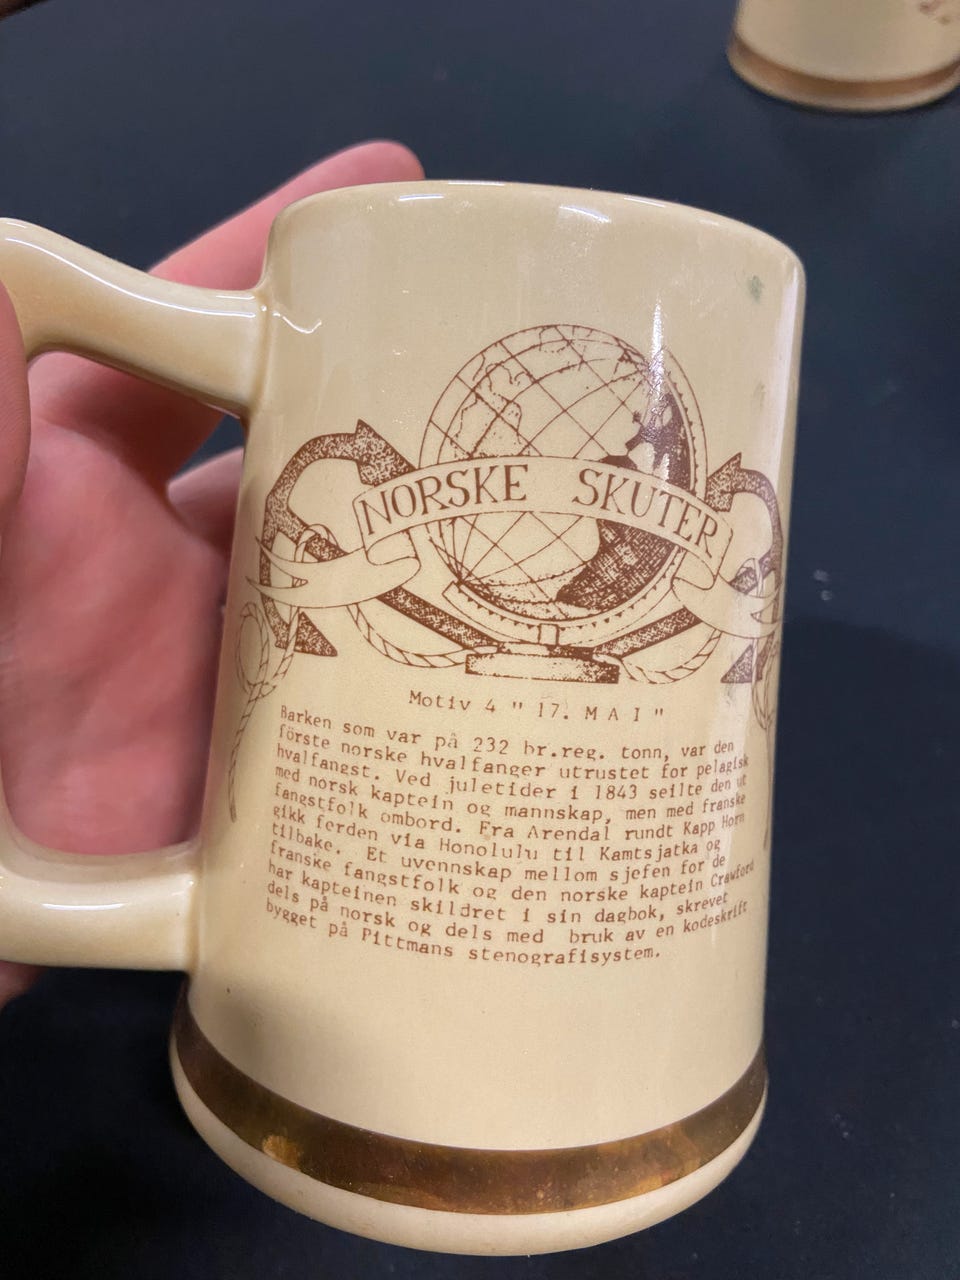 NORSKE SKUTER
Motiv 4 " 17. M A I "
Barken som var på 232 br.reg. tonn, var den
förste norske hvalfanger utrustet for pelagisk
hvalfangst. Ved juletider i 1843 seilte den ut
med norsk kaptein og mannskap, men med franske
fangstfolk ombord. Fra Arendal rundt Kapp Horn
gikk ferden via Honolulu til Kamtsjatka og
tilbake. Et uvennskap mellom sjefen for de
franske fangstfolk og den norske kaptein Crawford
har kapteinen skildret i sin dagbok, skrevet
dels på norsk og dels med bruk av en kodeskrift
bygget på Pittmans stenografisystem.